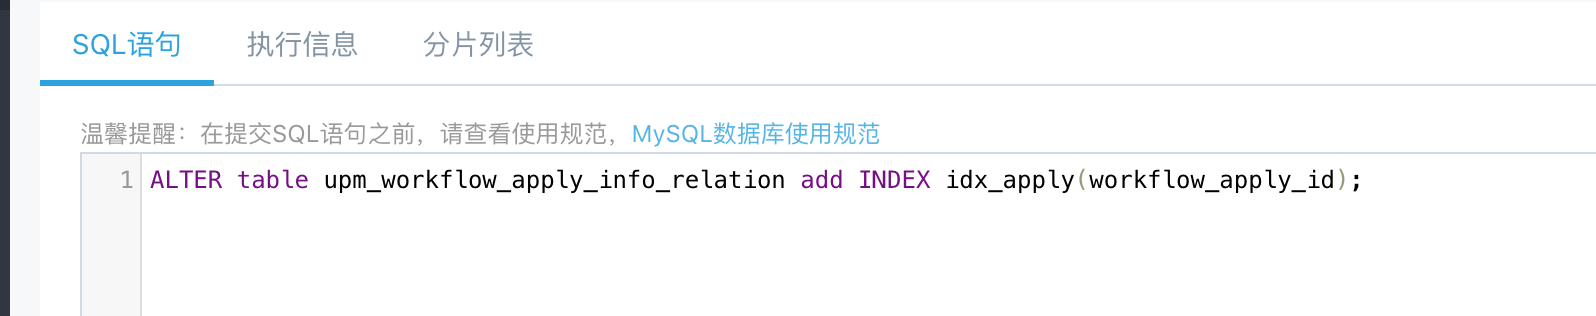 SQL语句 执行信息 分片列表
温馨提醒：在提交SQL语句之前，请查看使用规范，MySQL数据库使用规范
1 ALTER table upm_workflow_apply_info_relation add INDEX idx_apply(workflow_apply_id);